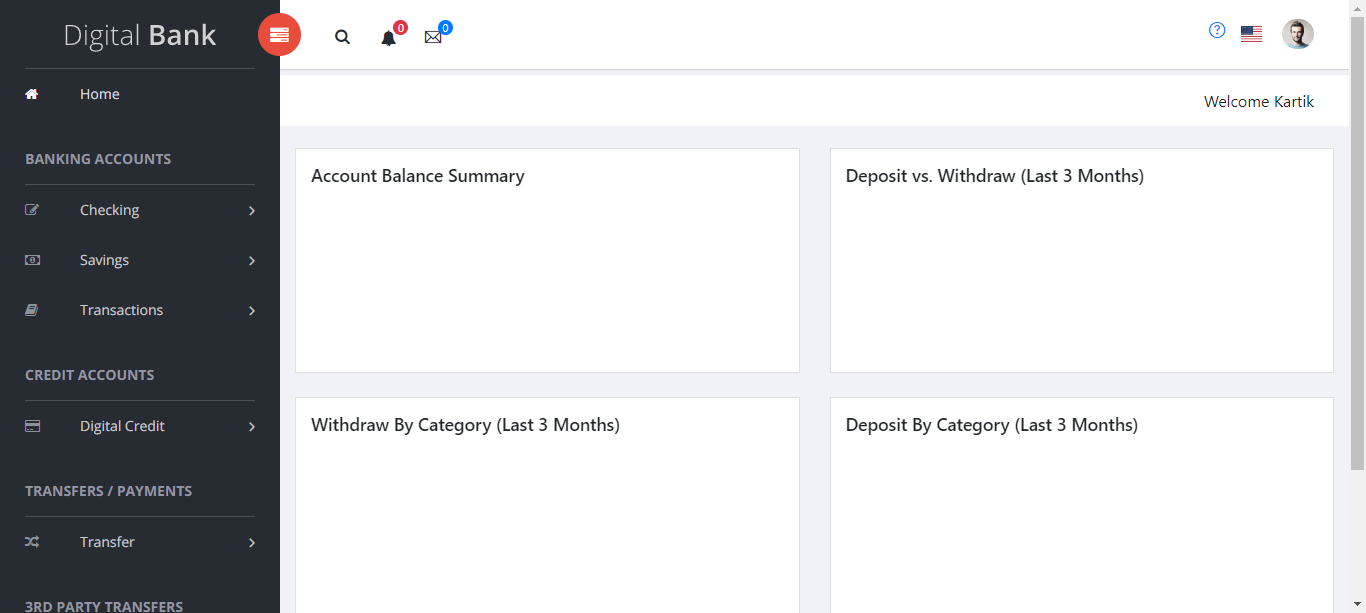 Digital Bank
0
0
Home
Welcome Kartik
BANKING ACCOUNTS
Checking
Savings
Transactions
CREDIT ACCOUNTS
Digital Credit
TRANSFERS / PAYMENTS
Transfer
3RD PARTY TRANSFERS
Account Balance Summary
Deposit vs. Withdraw (Last 3 Months)
Withdraw By Category (Last 3 Months)
Deposit By Category (Last 3 Months)